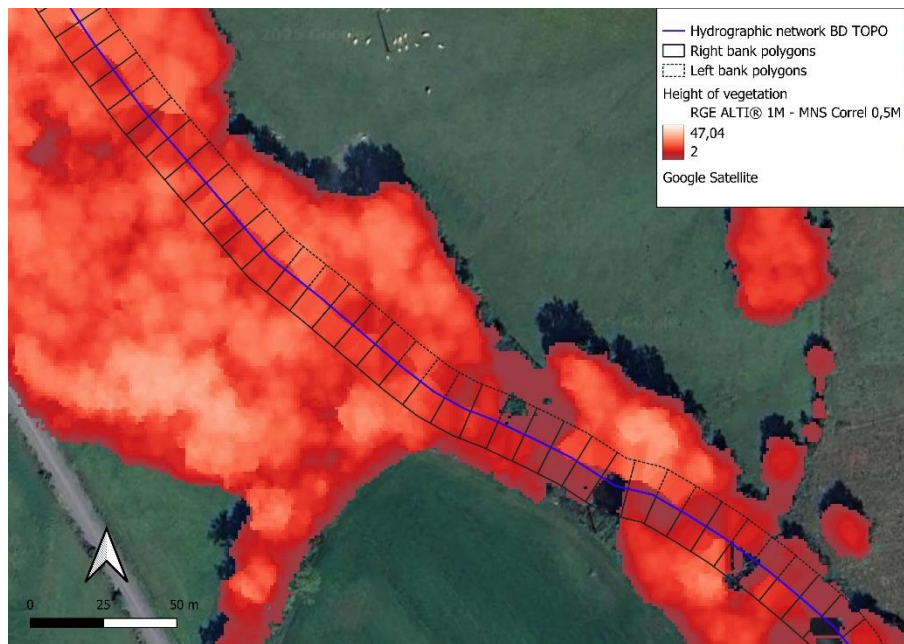 Hydrographic network BD TOPO
Right bank polygons
Left bank polygons
Height of vegetation
RGE ALTI® 1M - MNS Correl 0,5M
47,04
2
Google Satellite
0 25 50 m